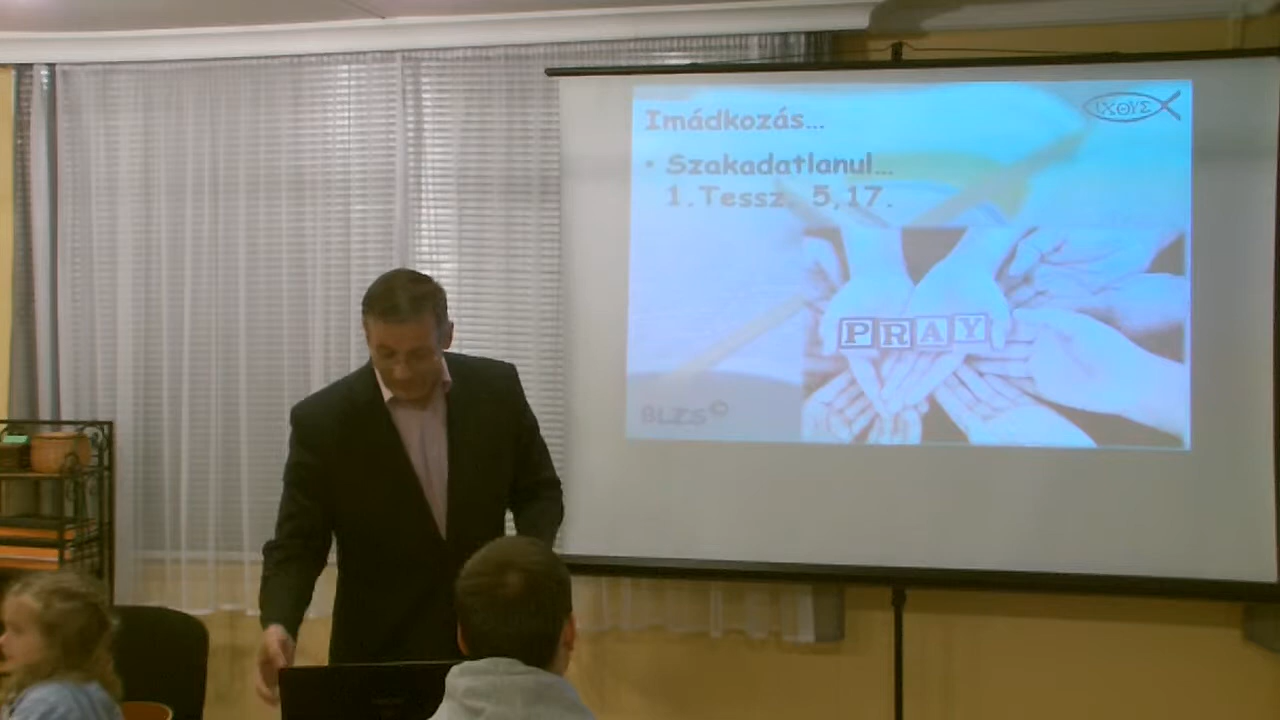 Imádkozás...
ΙΧΘΥΣ
• Szakadatlanul...
1.Tessz. 5,17.
PRAY
BLZS©